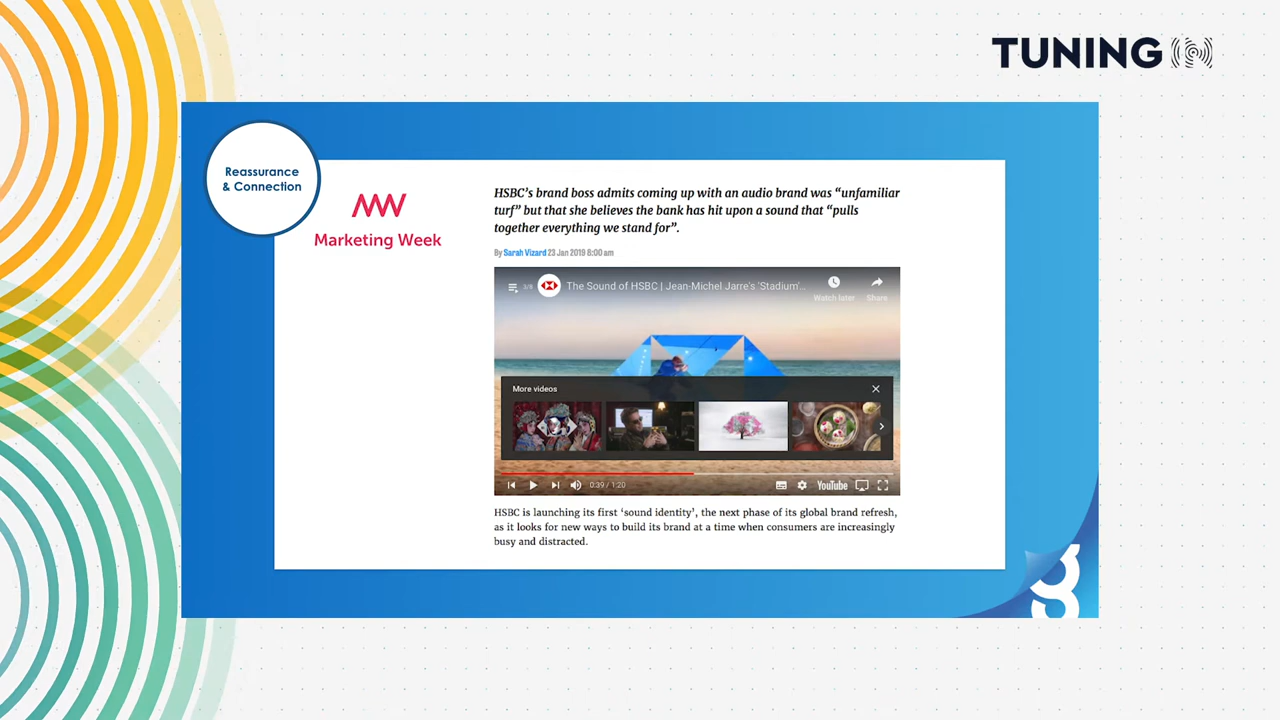 TUNING
Reassurance
& Connection
Marketing Week
HSBC’s brand boss admits coming up with an audio brand was “unfamiliar
turf” but that she believes the bank has hit upon a sound that “pulls
together everything we stand for”.
By Sarah Vizard 23 Jan 2019 8:00 am
3/8
The Sound of HSBC | Jean-Michel Jarre's 'Stadium'...
Watch later
Share
More videos
0:39 / 1:20
YouTube
HSBC is launching its first ‘sound identity’, the next phase of its global brand refresh,
as it looks for new ways to build its brand at a time when consumers are increasingly
busy and distracted.